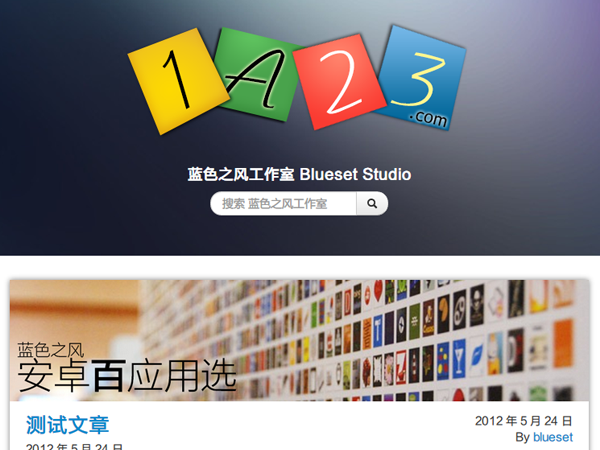 1A23
.com
蓝色之风工作室 Blueset Studio
搜索 蓝色之风工作室
蓝色之风
安卓百应用选
测试文章
2012 年 5 月 24 日
By blueset
2012 年 5 月 24 日